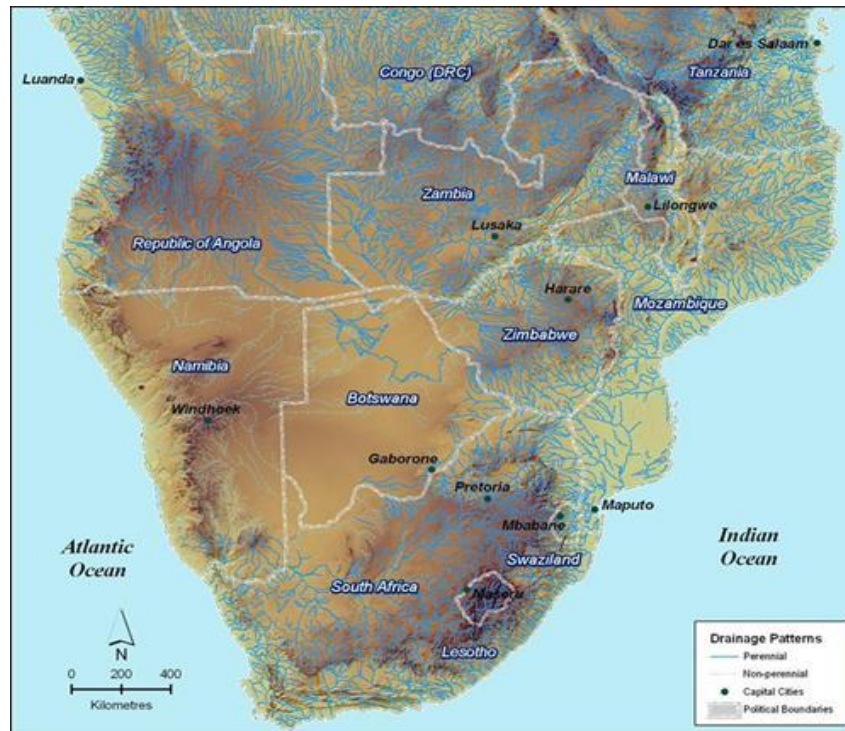 Dar es Salaam
Luanda
Congo (DRC)
Tanzania
Zambia
Malawi
Lilongwe
Lusaka
Republic of Angola
Harare
Mozambique
Zimbabwe
Namibia
Botswana
Windhoek
Gaborone
Pretoria
Mbabane
Maputo
Atlantic
Ocean
Indian
Ocean
Swaziland
South Africa
Maseru
Lesotho
N
0 200 400
Kilometres
Drainage Patterns
Perennial
Non-perennial
Capital Cities
Political Boundaries